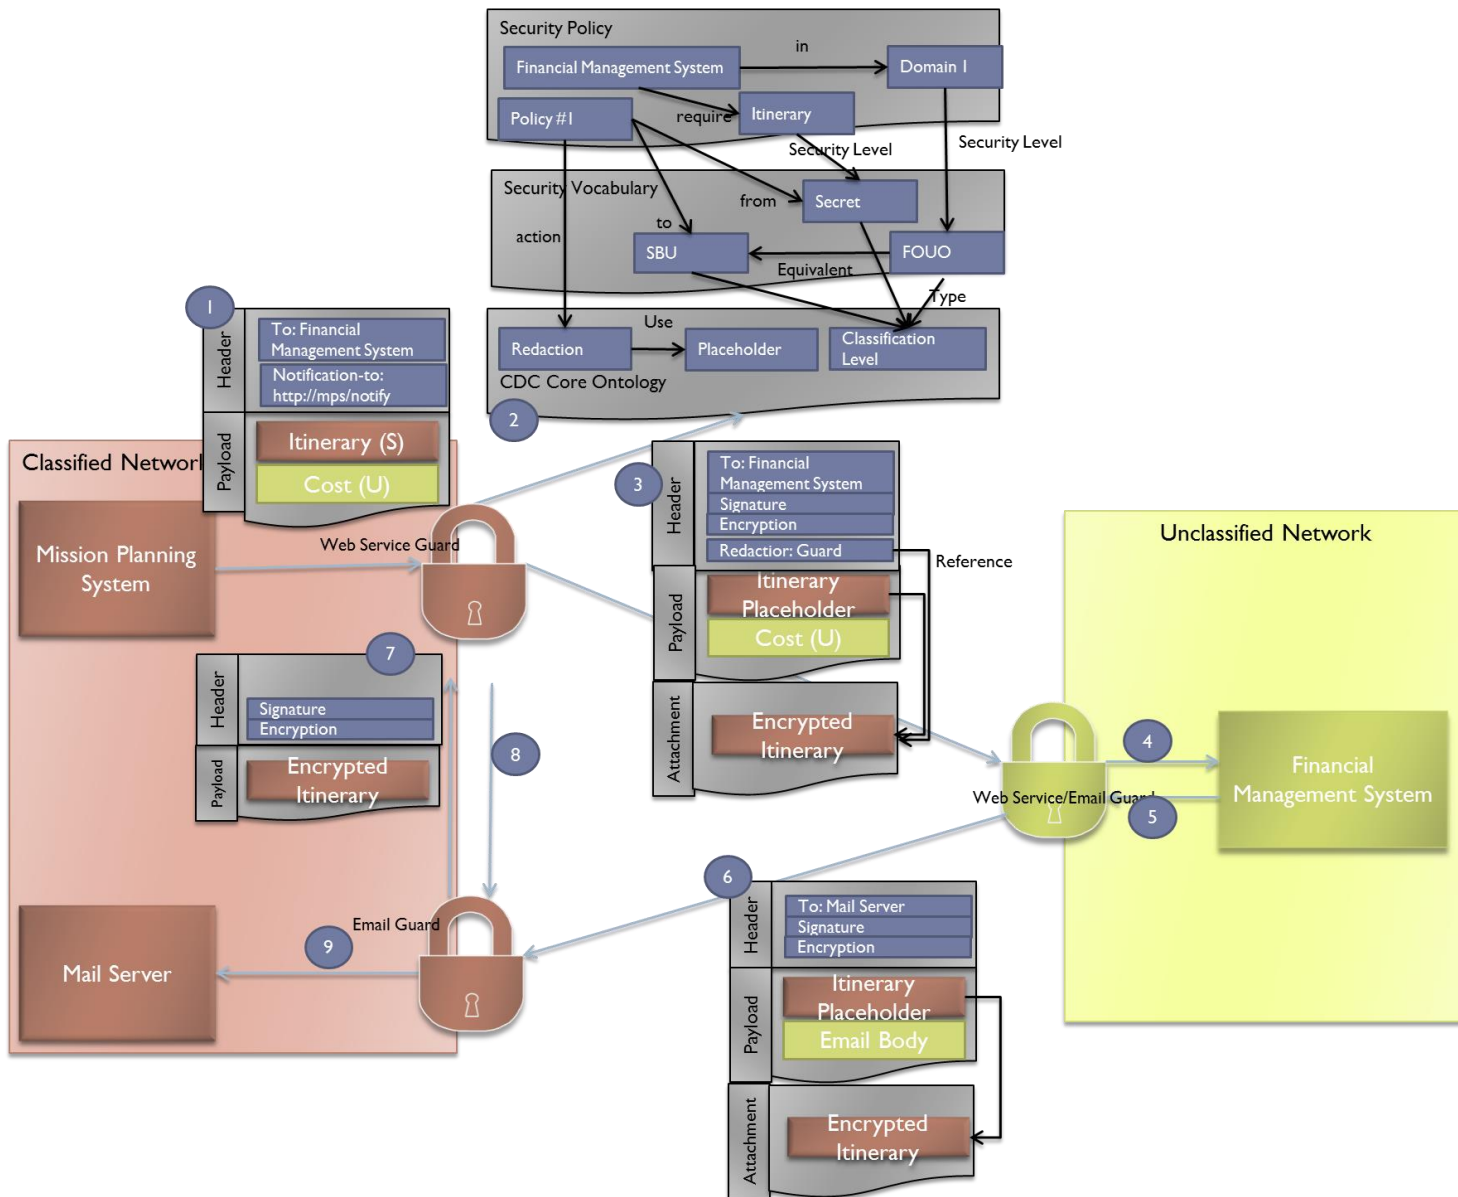 Security Policy
Financial Management System
in
Domain 1
Policy #1
require
Itinerary
Security Level
Security Level
Security Vocabulary
from
Secret
action
to
SBU
Equivalent
FOUO
Type
Use
Redaction
Placeholder
Classification
Level
CDC Core Ontology
1
Header
To: Financial
Management System
Notification-to:
http://mps/notify
Payload
Itinerary (S)
Cost (U)
2
Classified Network
Mission Planning
System
Web Service Guard
3
Header
To: Financial
Management System
Signature
Encryption
Redactior: Guard
Reference
Payload
Itinerary
Placeholder
Cost (U)
Attachment
Encrypted
Itinerary
Unclassified Network
7
Header
Signature
Encryption
Payload
Encrypted
Itinerary
8
4
Financial
Management System
Web Service/Email Guard
5
6
Header
To: Mail Server
Signature
Encryption
Payload
Itinerary
Placeholder
Email Body
Attachment
Encrypted
Itinerary
Email Guard
9
Mail Server